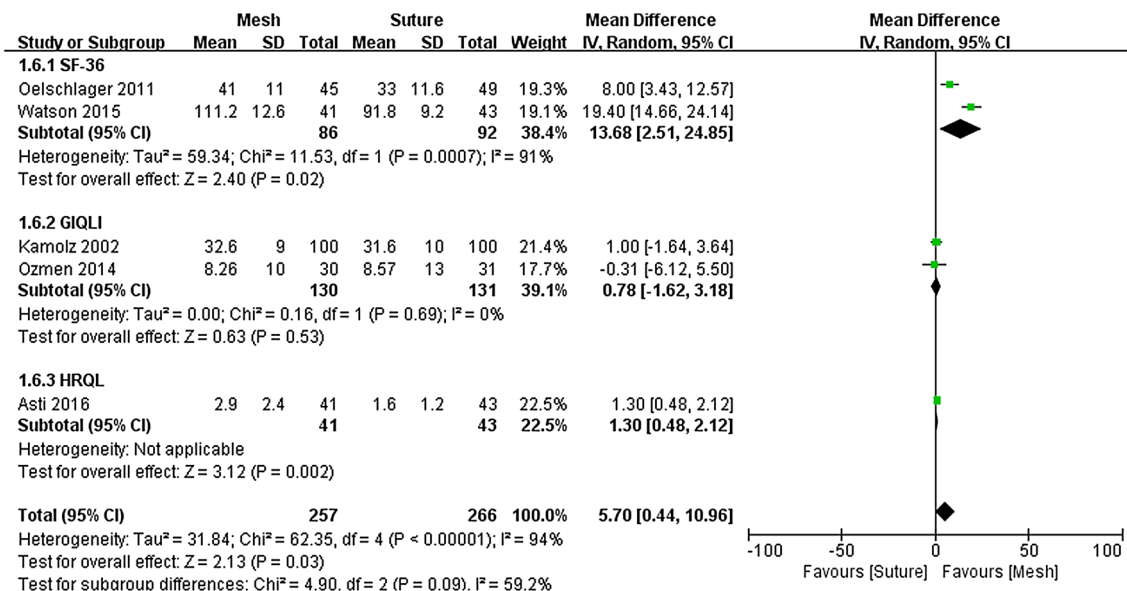 Mesh Suture Mean Difference Mean Difference
Study or Subgroup Mean SD Total Mean SD Total Weight IV, Random, 95% CI IV, Random, 95% CI
1.6.1 SF-36
Oelschlager 2011 41 11 45 33 11.6 49 19.3% 8.00 [3.43, 12.57]
Watson 2015 111.2 12.6 41 91.8 9.2 43 19.1% 19.40 [14.66, 24.14]
Subtotal (95% CI) 86 92 38.4% 13.68 [2.51, 24.85]
Heterogeneity: Tau² = 59.34; Chi² = 11.53, df = 1 (P = 0.0007); I² = 91%
Test for overall effect: Z = 2.40 (P = 0.02)
1.6.2 GIQLI
Kamolz 2002 32.6 9 100 31.6 10 100 21.4% 1.00 [-1.64, 3.64]
Ozmen 2014 8.26 10 30 8.57 13 31 17.7% -0.31 [-6.12, 5.50]
Subtotal (95% CI) 130 131 39.1% 0.78 [-1.62, 3.18]
Heterogeneity: Tau² = 0.00; Chi² = 0.16, df = 1 (P = 0.69); I² = 0%
Test for overall effect: Z = 0.63 (P = 0.53)
1.6.3 HRQL
Asti 2016 2.9 2.4 41 1.6 1.2 43 22.5% 1.30 [0.48, 2.12]
Subtotal (95% CI) 41 43 22.5% 1.30 [0.48, 2.12]
Heterogeneity: Not applicable
Test for overall effect: Z = 3.12 (P = 0.002)
Total (95% CI) 257 266 100.0% 5.70 [0.44, 10.96]
Heterogeneity: Tau² = 31.84; Chi² = 62.35, df = 4 (P < 0.00001); I² = 94%
Test for overall effect: Z = 2.13 (P = 0.03)
Test for subgroup differences: Chi² = 4.90, df = 2 (P = 0.09), I² = 59.2%
-100 -50 0 50 100
Favours [Suture] Favours [Mesh]